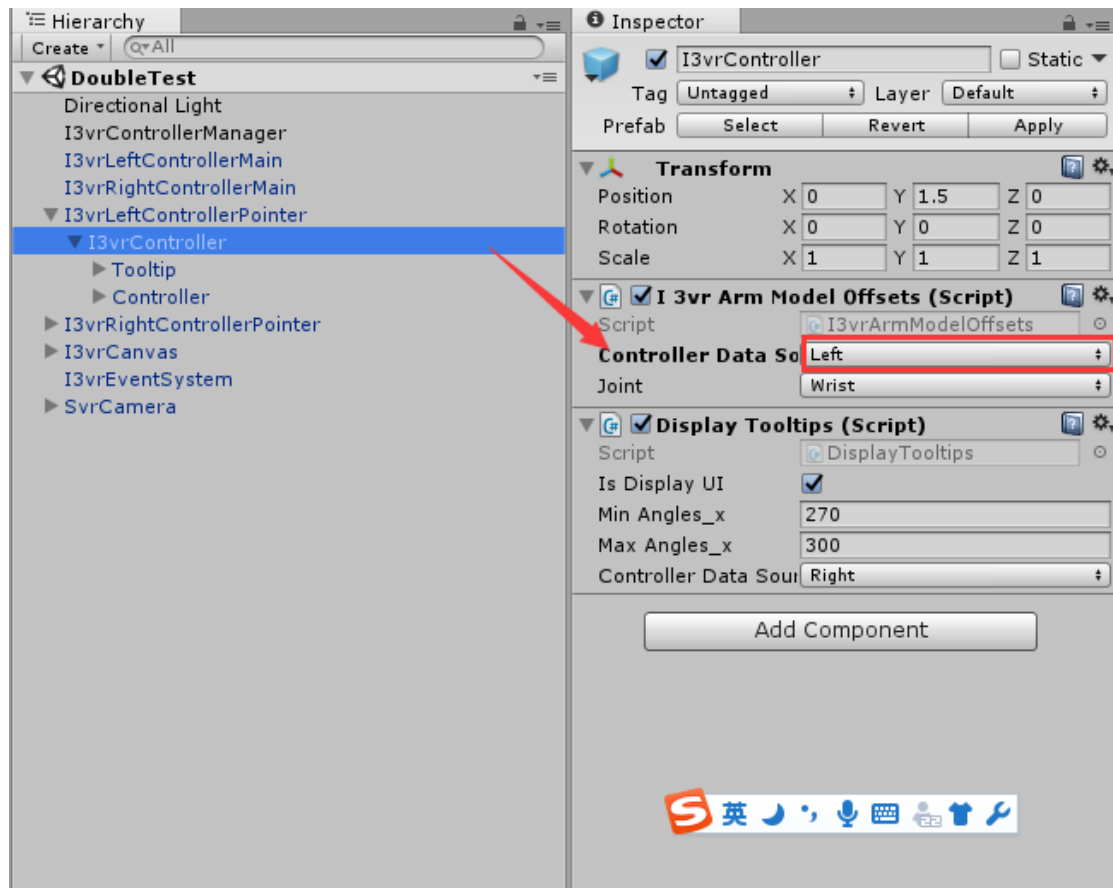 Hierarchy
Create
All
DoubleTest
Directional Light
I3vrControllerManager
I3vrLeftControllerMain
I3vrRightControllerMain
I3vrLeftControllerPointer
I3vrController
Tooltip
Controller
I3vrRightControllerPointer
I3vrCanvas
I3vrEventSystem
SvrCamera
Inspector
I3vrController Static
Tag Untagged Layer Default
Prefab Select Revert Apply
Transform
Position X 0 Y 1.5 Z 0
Rotation X 0 Y 0 Z 0
Scale X 1 Y 1 Z 1
I 3vr Arm Model Offsets (Script)
Script I3vrArmModelOffsets
Controller Data So Left
Joint Wrist
Display Tooltips (Script)
Script DisplayTooltips
Is Display UI
Min Angles_x 270
Max Angles_x 300
Controller Data Sour Right
Add Component
S 英 22